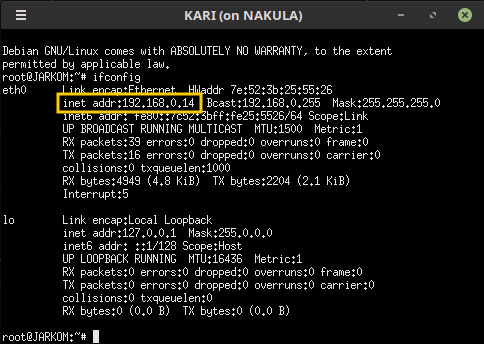 KARI (on NAKULA)
Debian GNU/Linux comes with ABSOLUTELY NO WARRANTY, to the extent
permitted by applicable law.
root@JARKOM:~# ifconfig
eth0      Link encap:Ethernet  HWaddr 7e:52:3b:25:55:26
          inet addr:192.168.0.14  Bcast:192.168.0.255  Mask:255.255.255.0
          inet6 addr: fe80::7c52:3bff:fe25:5526/64 Scope:Link
          UP BROADCAST RUNNING MULTICAST  MTU:1500  Metric:1
          RX packets:39 errors:0 dropped:0 overruns:0 frame:0
          TX packets:16 errors:0 dropped:0 overruns:0 carrier:0
          collisions:0 txqueuelen:1000
          RX bytes:4949 (4.8 KiB)  TX bytes:2204 (2.1 KiB)
          Interrupt:5
lo        Link encap:Local Loopback
          inet addr:127.0.0.1  Mask:255.0.0.0
          inet6 addr: ::1/128 Scope:Host
          UP LOOPBACK RUNNING  MTU:16436  Metric:1
          RX packets:0 errors:0 dropped:0 overruns:0 frame:0
          TX packets:0 errors:0 dropped:0 overruns:0 carrier:0
          collisions:0 txqueuelen:0
          RX bytes:0 (0.0 B)  TX bytes:0 (0.0 B)
root@JARKOM:~#